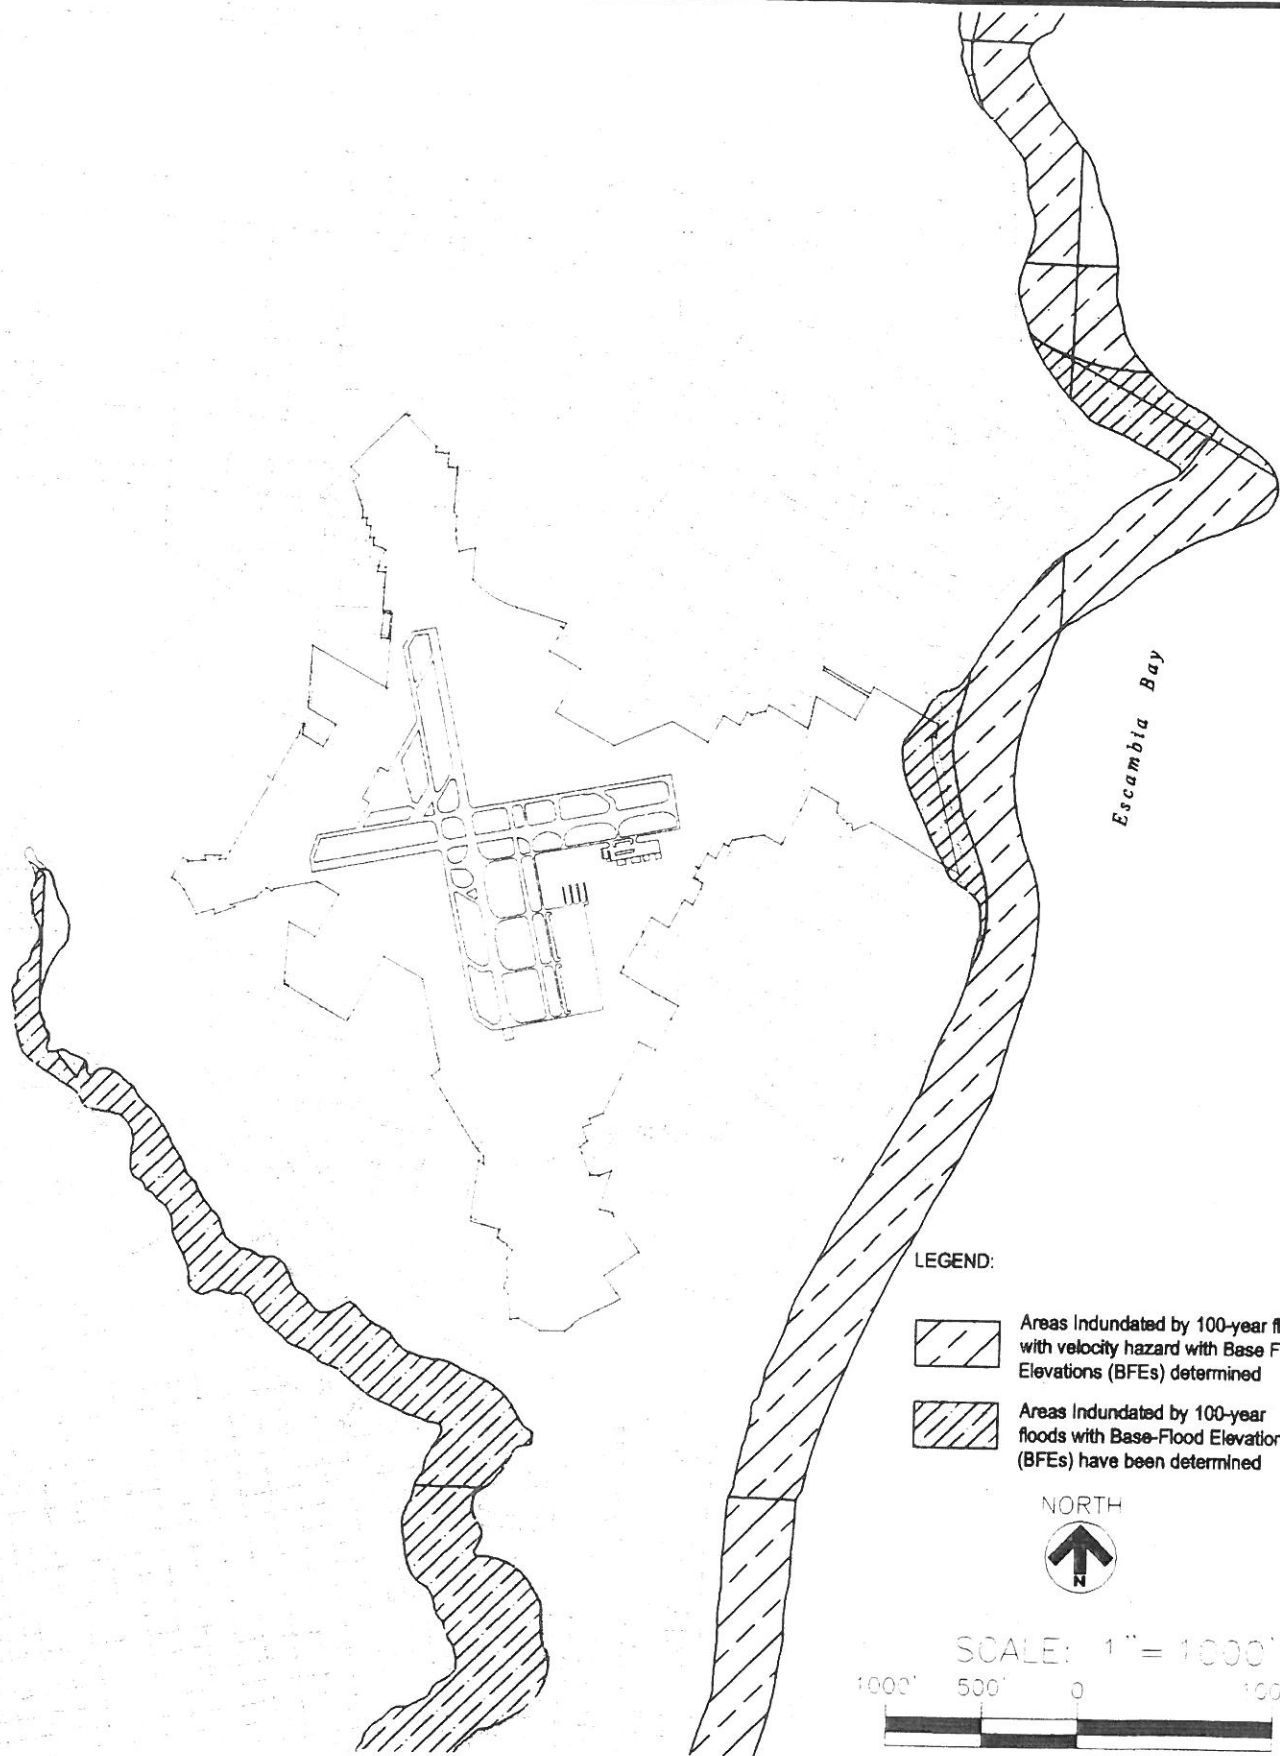 Escambia Bay
LEGEND:
Areas Indundated by 100-year fl
with velocity hazard with Base F
Elevations (BFEs) determined
Areas Indundated by 100-year
floods with Base-Flood Elevation
(BFEs) have been determined
NORTH
N
SCALE: 1"= 1000'
1000' 500' 0 100